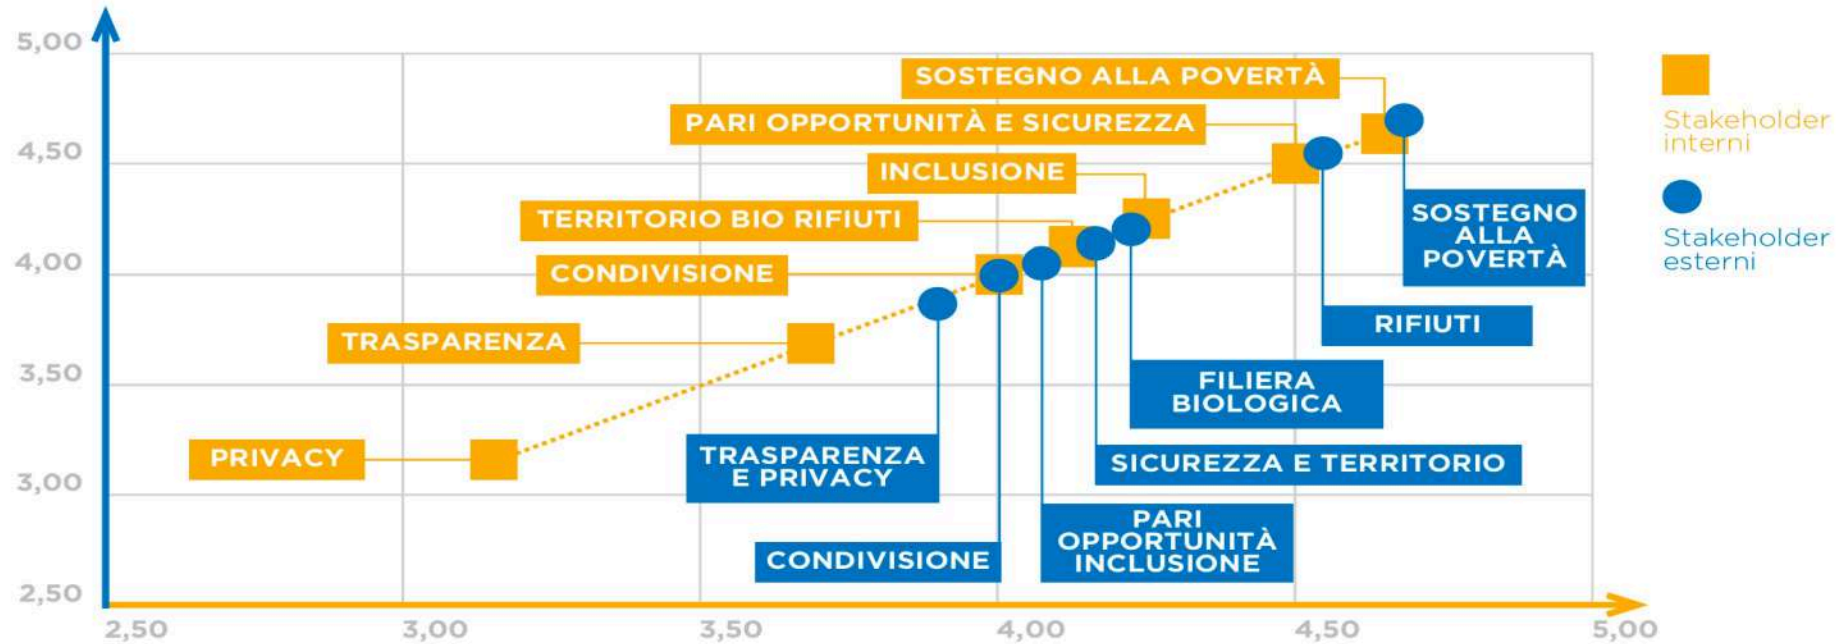 5,00
SOSTEGNO ALLA POVERTÀ
PARI OPPORTUNITÀ E SICUREZZA
Stakeholder
interni
4,50
INCLUSIONE
TERRITORIO BIO RIFIUTI
SOSTEGNO
ALLA
POVERTÀ
Stakeholder
esterni
4,00
CONDIVISIONE
RIFIUTI
TRASPARENZA
3,50
FILIERA
BIOLOGICA
PRIVACY
TRASPARENZA
E PRIVACY
SICUREZZA E TERRITORIO
3,00
PARI
OPPORTUNITÀ
INCLUSIONE
CONDIVISIONE
2,50
2,50
3,00
3,50
4,00
4,50
5,00